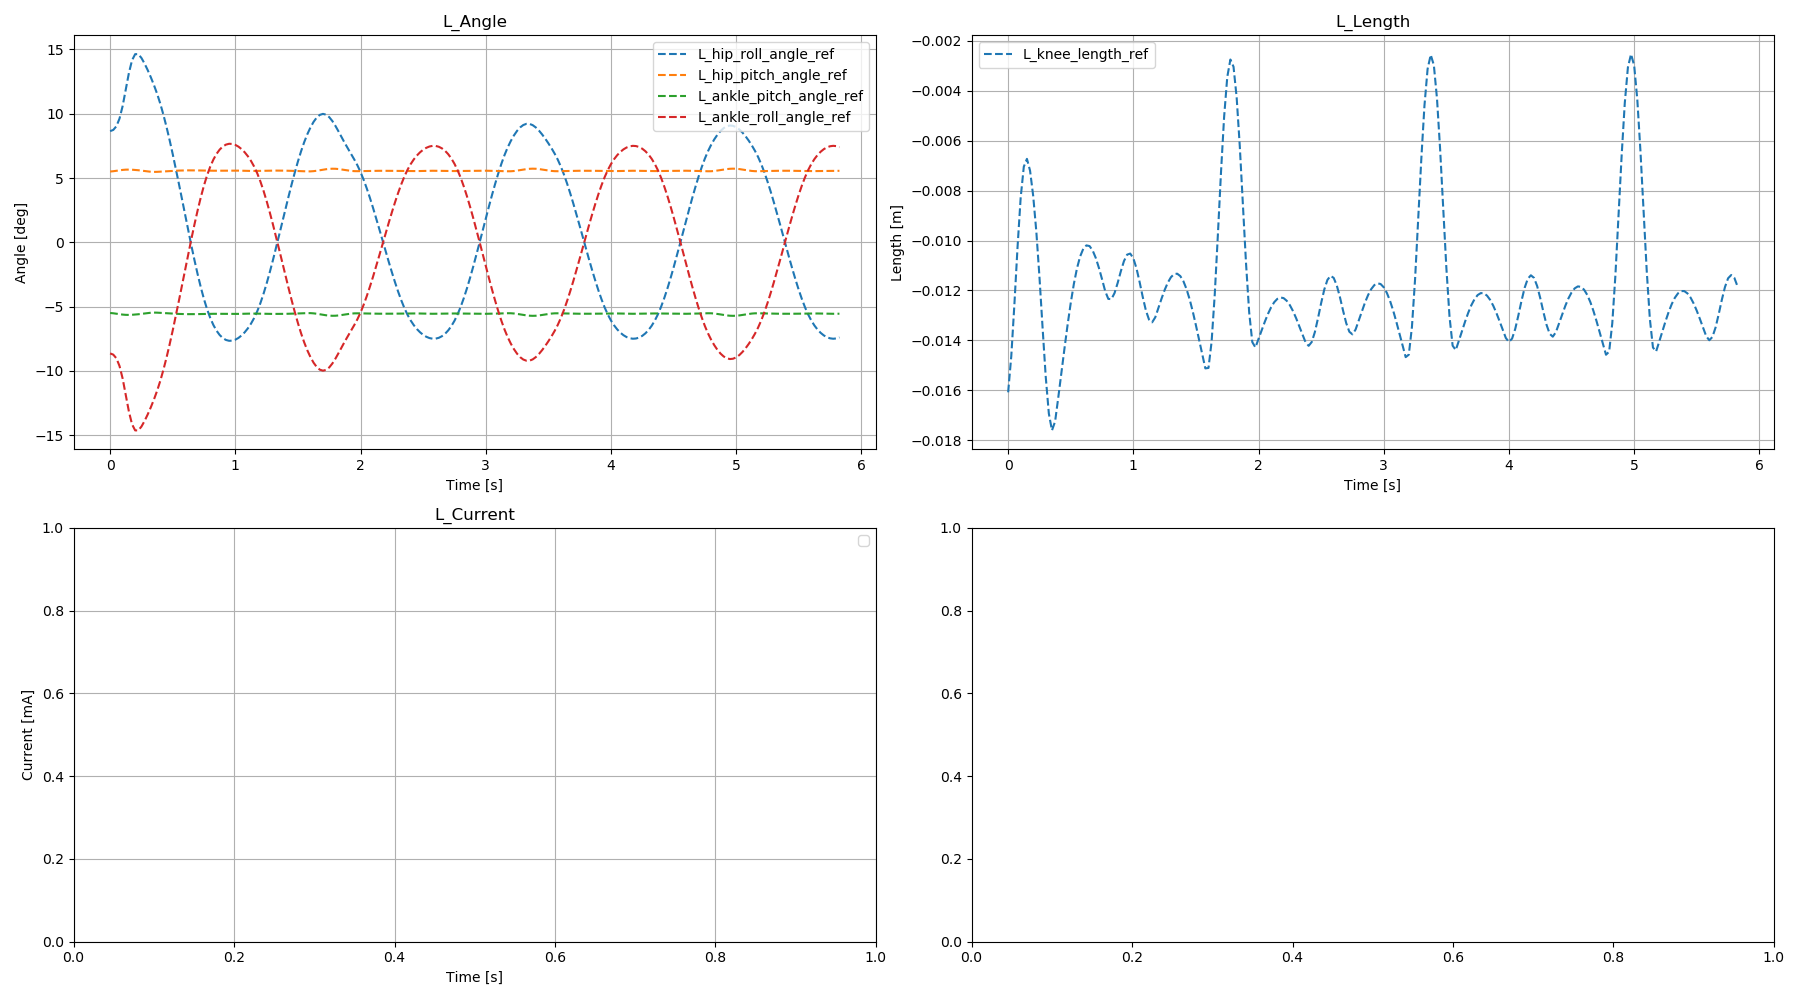 L_Angle
15
10
5
0
−5
−10
−15
Angle [deg]
L_hip_roll_angle_ref
L_hip_pitch_angle_ref
L_ankle_pitch_angle_ref
L_ankle_roll_angle_ref
0 1 2 3 4 5 6
Time [s]
L_Length
−0.002
−0.004
−0.006
−0.008
−0.010
−0.012
−0.014
−0.016
−0.018
Length [m]
L_knee_length_ref
0 1 2 3 4 5 6
Time [s]
L_Current
1.0
0.8
0.6
0.4
0.2
0.0
Current [mA]
0.0 0.2 0.4 0.6 0.8 1.0
Time [s]
1.0
0.8
0.6
0.4
0.2
0.0
0.0 0.2 0.4 0.6 0.8 1.0